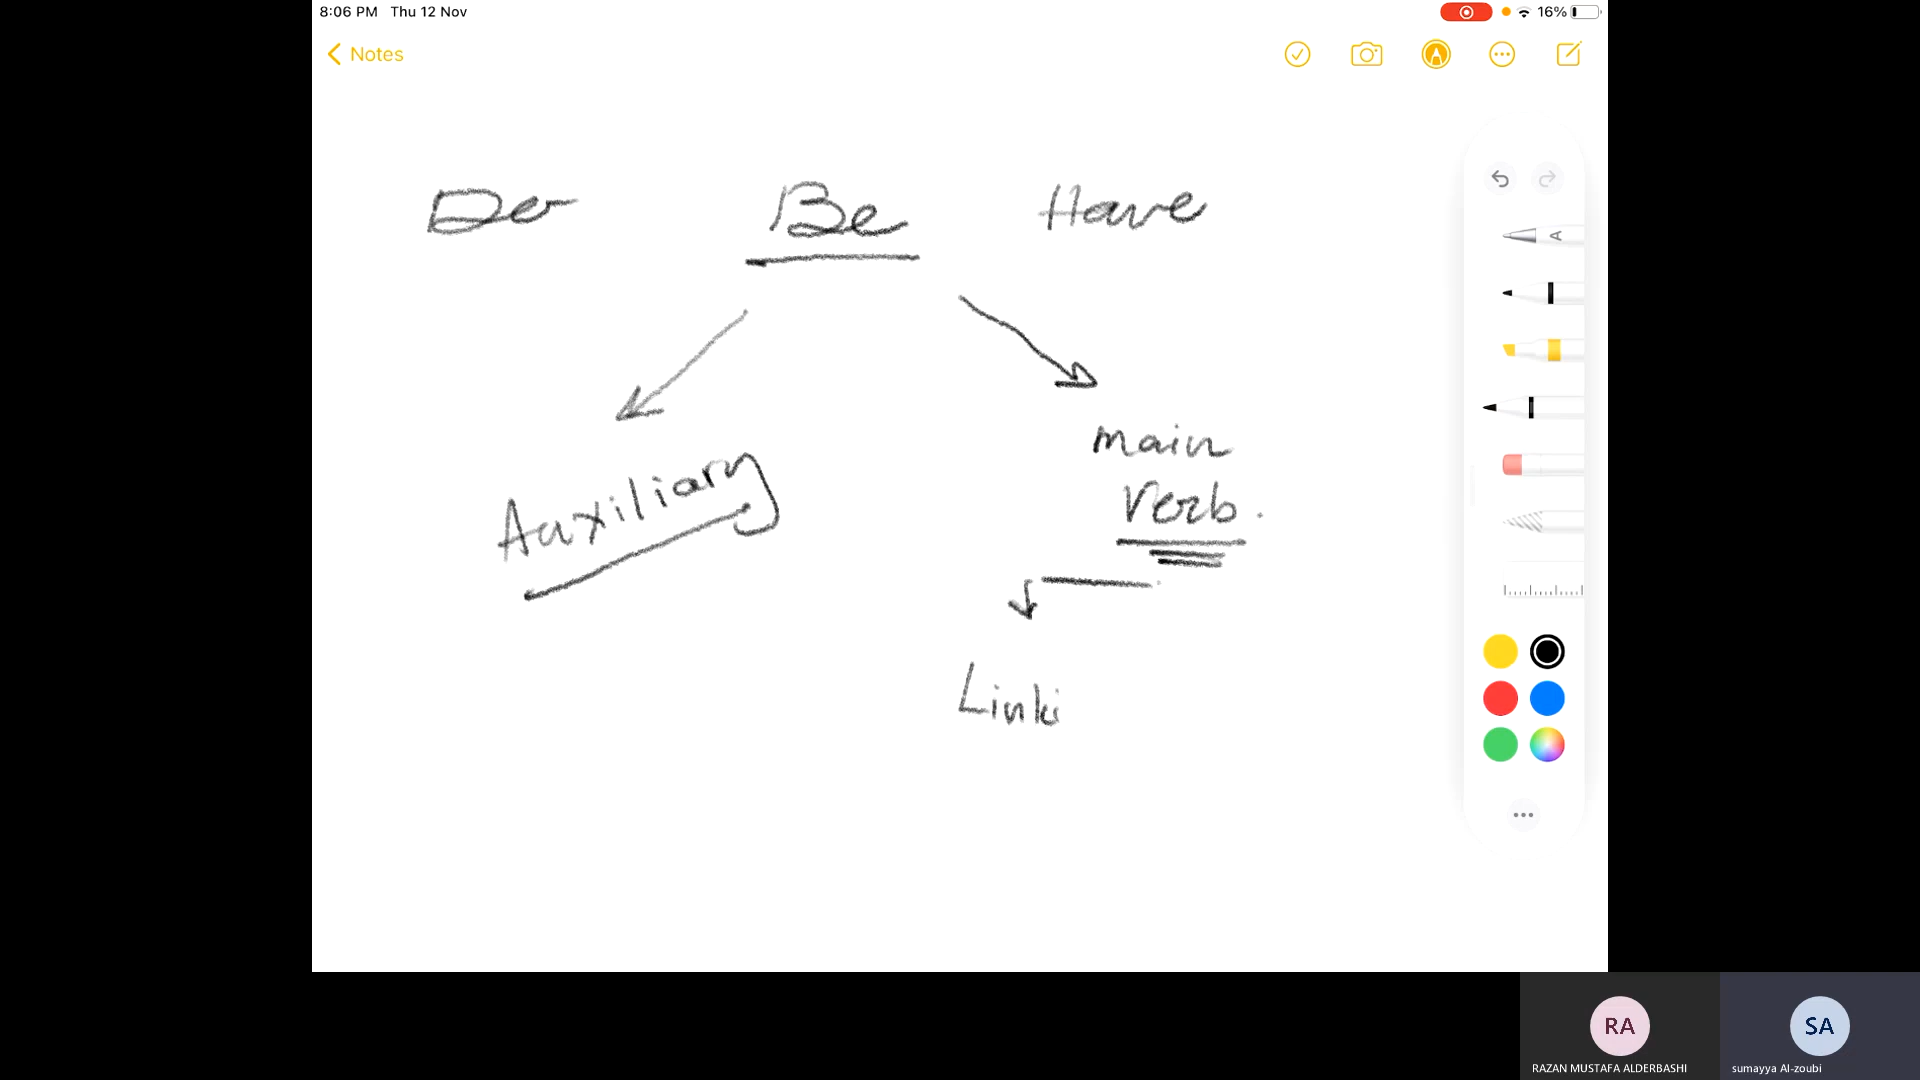 8:06 PM Thu 12 Nov
16%
Notes
Do Be Have
Auxiliary
main
verb.
Linki
RA
SA
RAZAN MUSTAFA ALDERBASHI
sumayya Al-zoubi